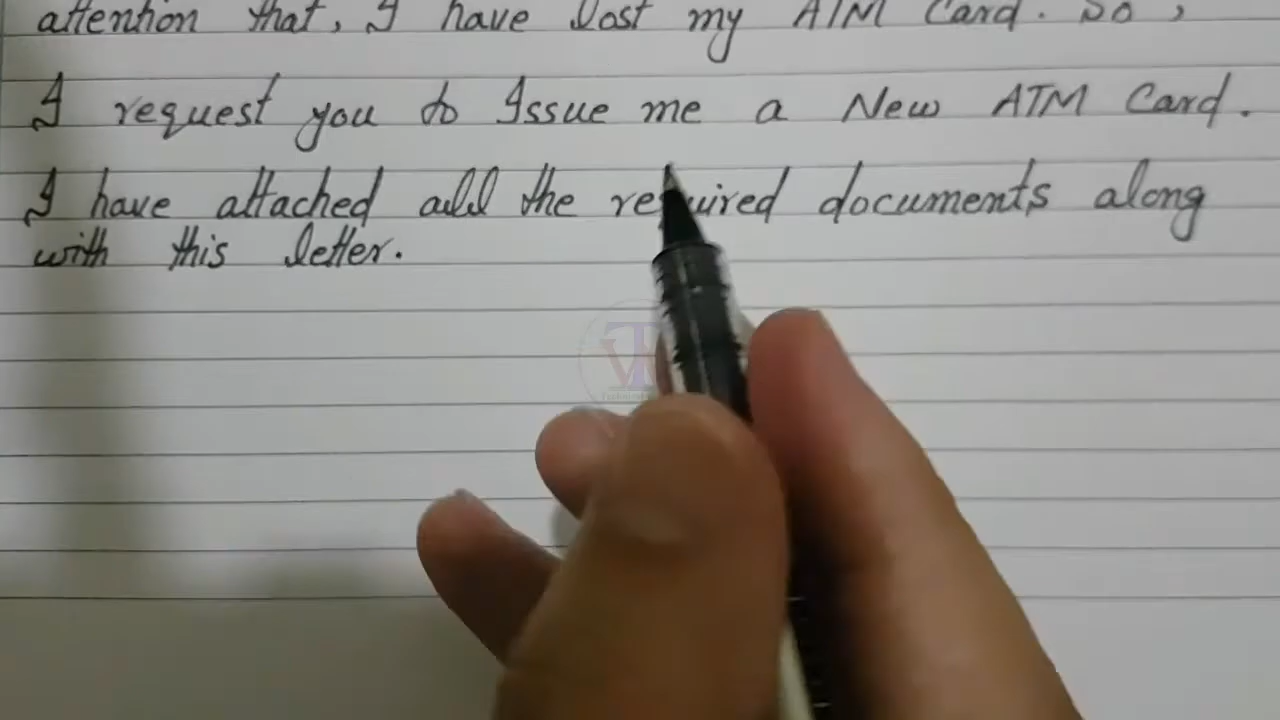 attention that, I have lost my ATM Card. So,
I request you to Issue me a New ATM Card.
I have attached all the required documents along
with this letter.